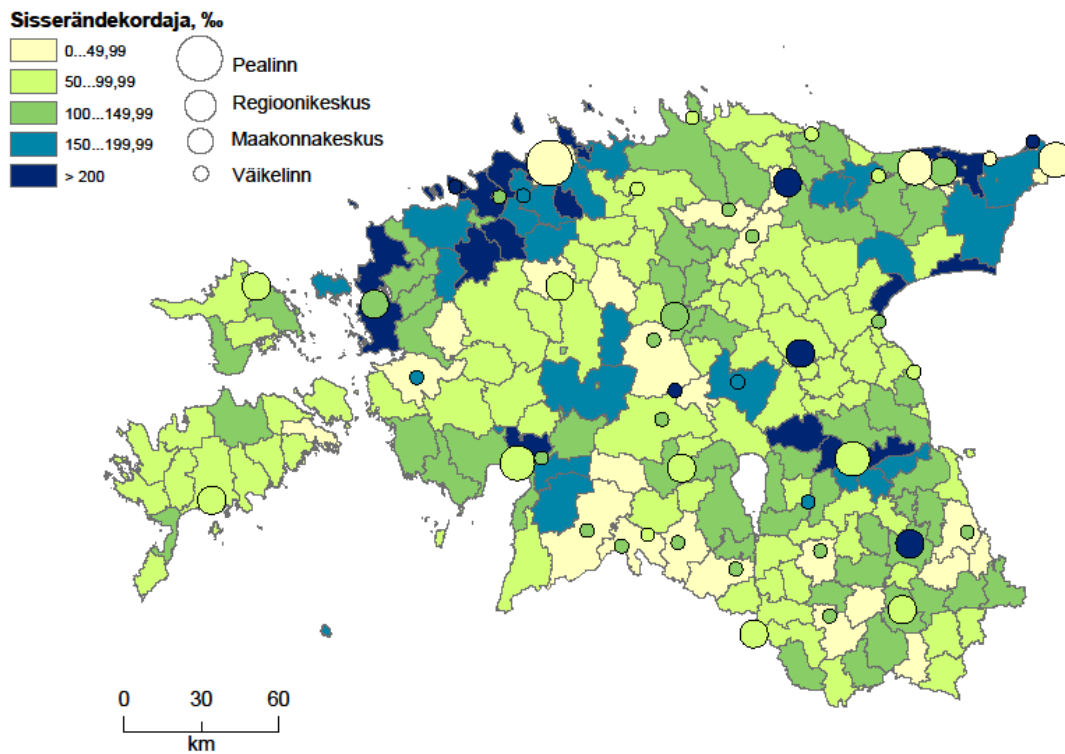 Sisserändekordaja, ‰
0...49,99
50...99,99
100...149,99
150...199,99
> 200
Pealinn
Regioonikeskus
Maakonnakeskus
Väikelinn
0 30 60
km